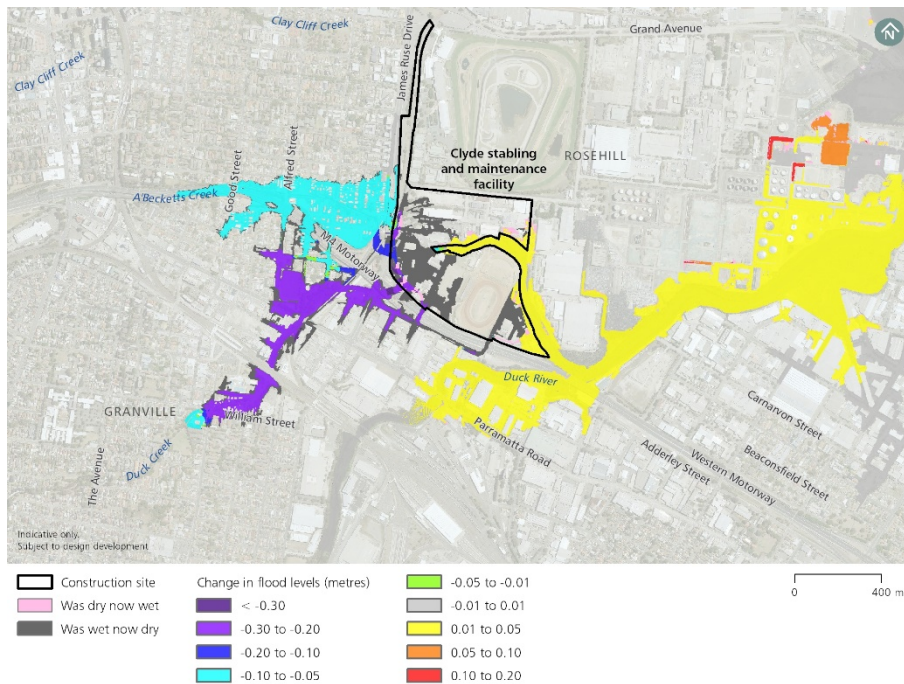 Clay Cliff Creek
Grand Avenue
N
Clay Cliff Creek
James Ruse Drive
Clyde stabling
and maintenance
facility
ROSEHILL
Good Street
Alfred Street
A'Becketts Creek
M4 Motorway
Duck River
GRANVILLE
William Street
Duck Creek
The Avenue
Parramatta Road
Adderley Street
Western Motorway
Beaconsfield Street
Carnarvon Street
Indicative only,
Subject to design development
Construction site
Was dry now wet
Was wet now dry
Change in flood levels (metres)
< -0.30
-0.30 to -0.20
-0.20 to -0.10
-0.10 to -0.05
-0.05 to -0.01
-0.01 to 0.01
0.01 to 0.05
0.05 to 0.10
0.10 to 0.20
0 400 m